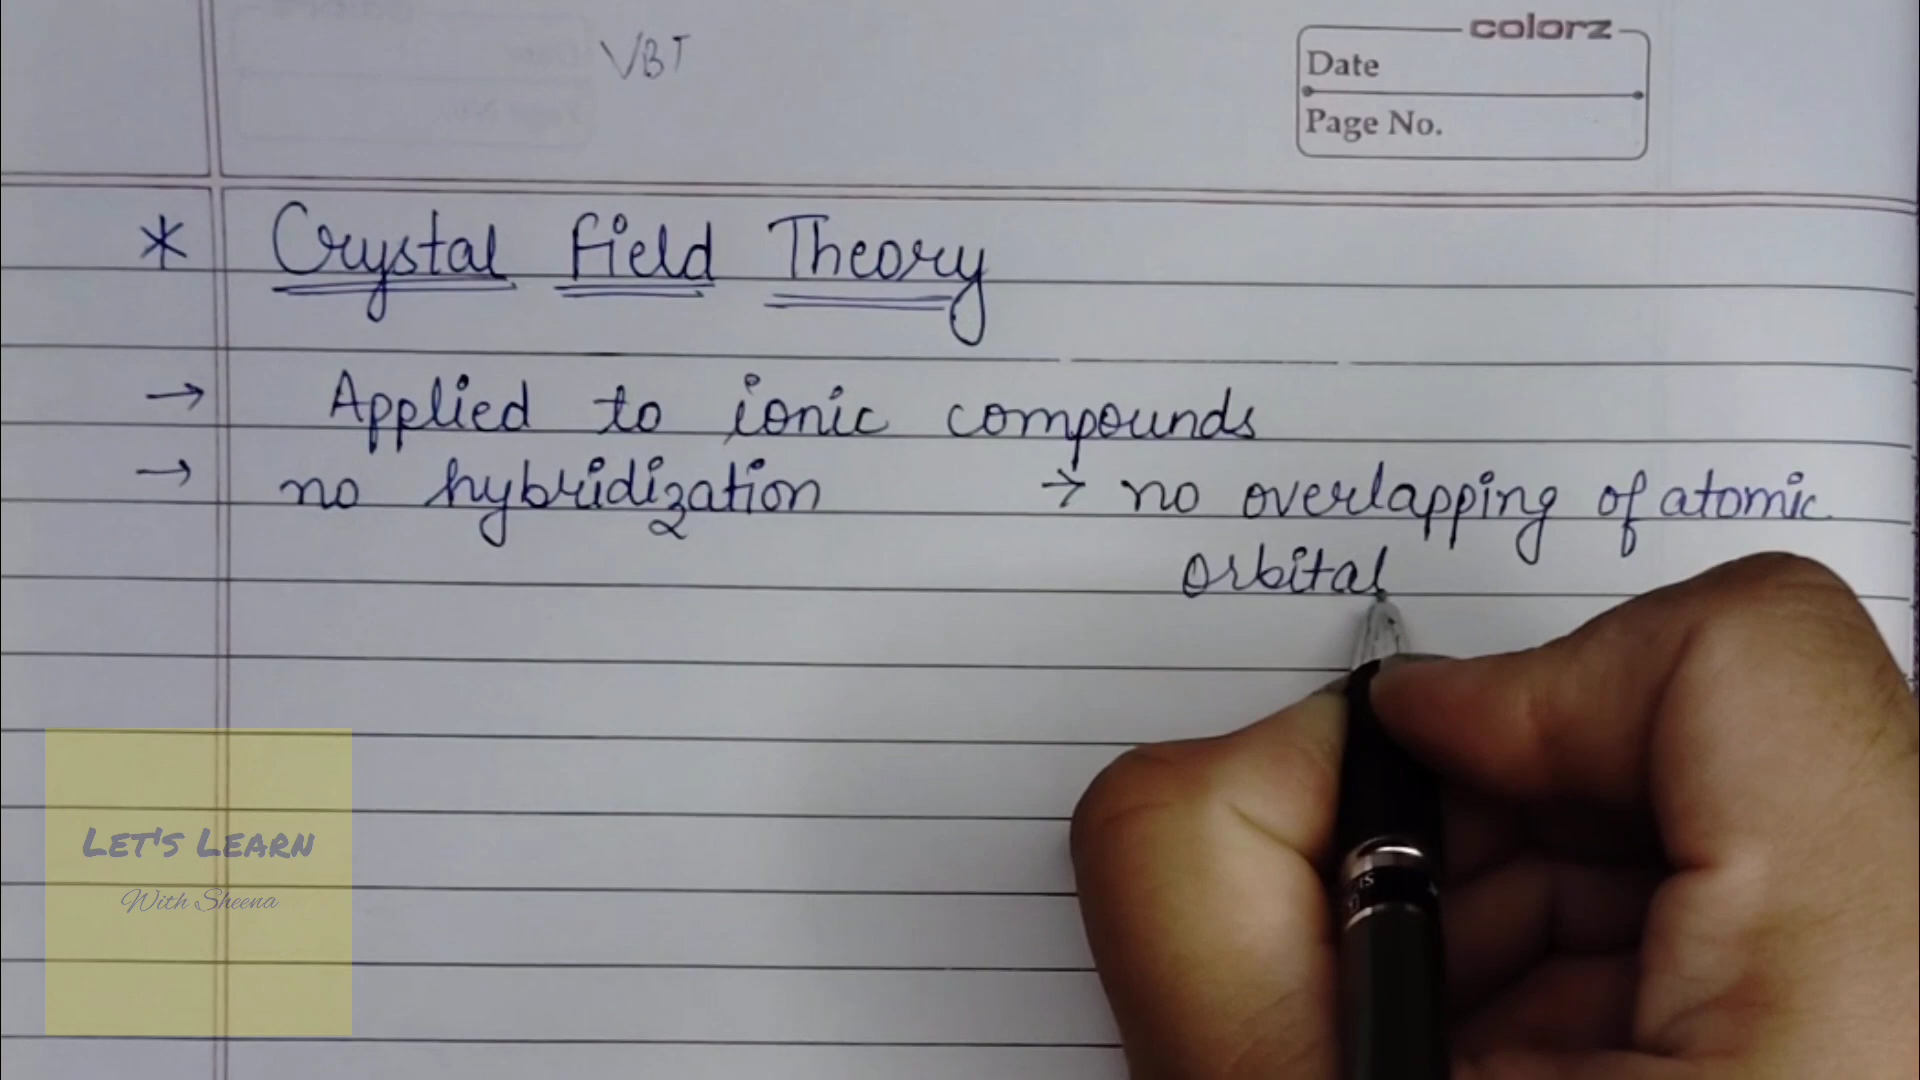 VBT
colorz
Date
Page No.
* Crystal Field Theory
→ Applied to ionic compounds
→ no hybridization → no overlapping of atomic
orbital
LET'S LEARN
With Sheena